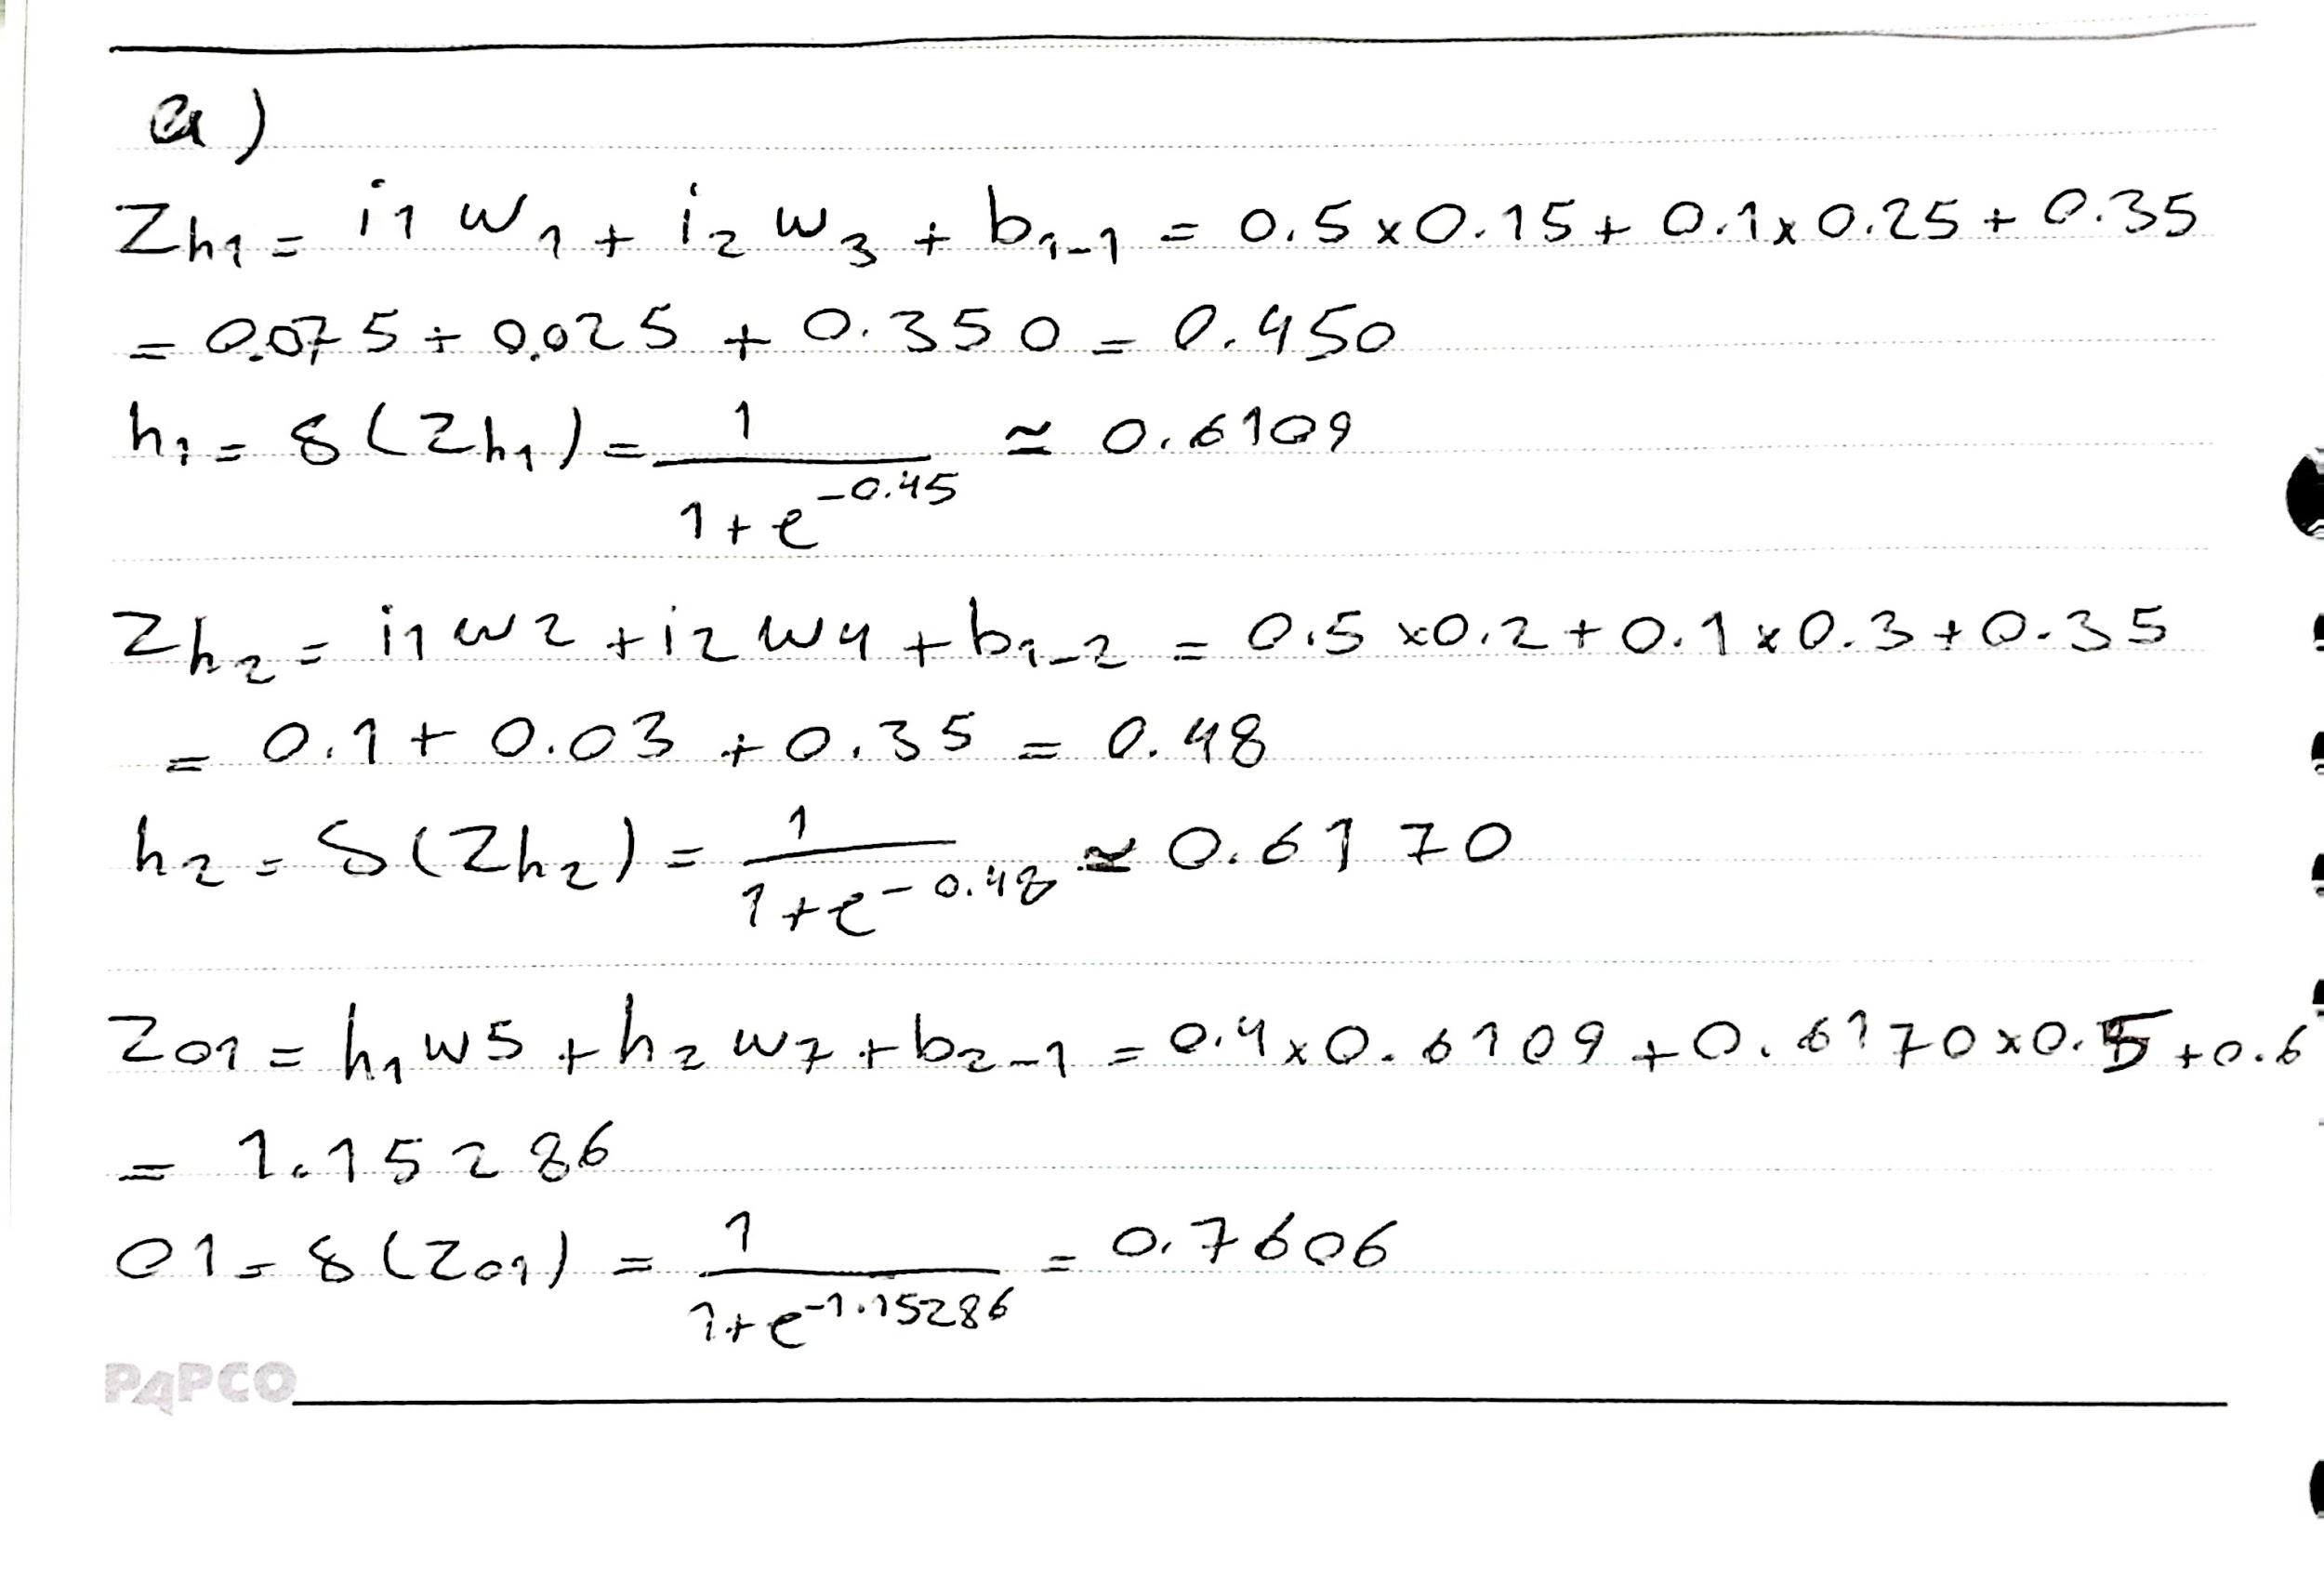 a)
Zh1 = i1 w1 + i2 w3 + b1-1 = 0.5 x 0.15 + 0.1 x 0.25 + 0.35
= 0.075 + 0.025 + 0.350 = 0.450
h1 = δ(Zh1) = 1 / (1+e^-0.45) ≃ 0.6109
Zh2 = i1 w2 + i2 w4 + b1-2 = 0.5 x 0.2 + 0.1 x 0.3 + 0.35
= 0.1 + 0.03 + 0.35 = 0.48
h2 = δ(Zh2) = 1 / (1+e^-0.48) ≃ 0.6170
Zo1 = h1 w5 + h2 w7 + b2-1 = 0.4 x 0.6109 + 0.6170 x 0.5 + 0.6
= 1.15286
o1 = δ(Zo1) = 1 / (1+e^-1.15286) = 0.7606
PAPCO